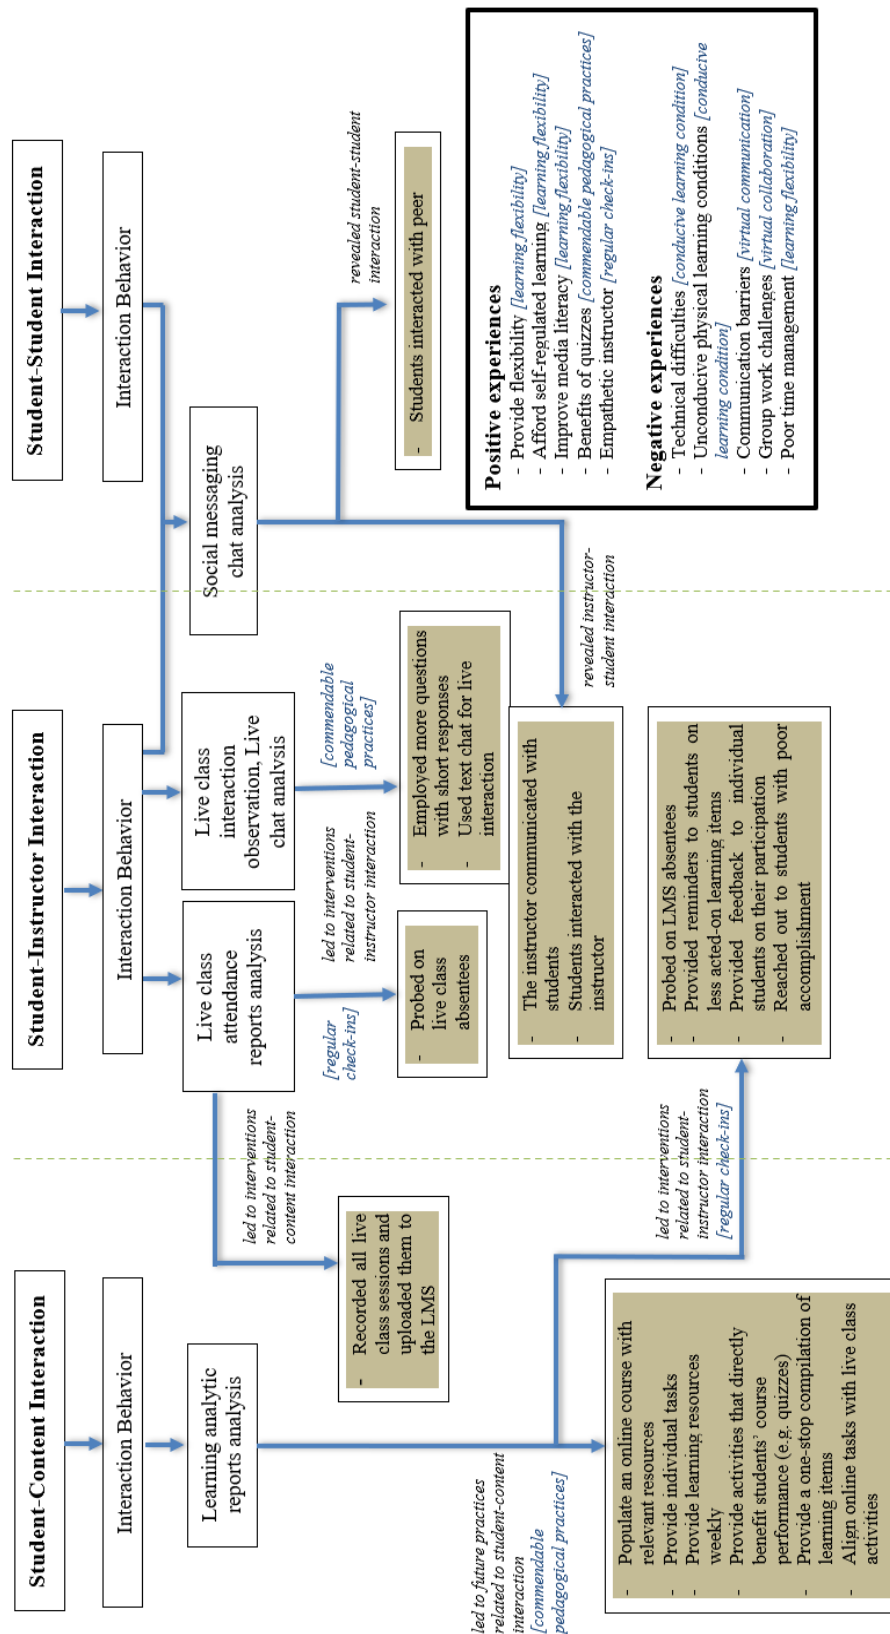 Student-Content Interaction
Interaction Behavior
Learning analytic
reports analysis
led to future practices
related to student-content
interaction
[commendable
pedagogical practices]
- Populate an online course with
relevant resources
- Provide individual tasks
- Provide learning resources
weekly
- Provide activities that directly
benefit students’ course
performance (e.g. quizzes)
- Provide a one-stop compilation of
learning items
- Align online tasks with live class
activities
led to interventions
related to student-
content interaction
- Recorded all live
class sessions and
uploaded them to
the LMS
led to interventions
related to student-
instructor interaction
[regular check-ins]
Student-Instructor Interaction
Interaction Behavior
Live class
attendance
reports analysis
Live class
interaction
observation, Live
chat analysis
[regular
check-ins]
led to interventions
related to student-
instructor interaction
[commendable
pedagogical
practices]
- Probed on
live class
absentees
- Employed more questions
with short responses
- Used text chat for live
interaction
- The instructor communicated with
students
- Students interacted with the
instructor
- Probed on LMS absentees
- Provided reminders to students on
less acted-on learning items
- Provided feedback to individual
students on their participation
- Reached out to students with poor
accomplishment
revealed instructor-
student interaction
Student-Student Interaction
Interaction Behavior
Social messaging
chat analysis
revealed student-student
interaction
- Students interacted with peer
Positive experiences
- Provide flexibility [learning flexibility]
- Afford self-regulated learning [learning flexibility]
- Improve media literacy [learning flexibility]
- Benefits of quizzes [commendable pedagogical practices]
- Empathetic instructor [regular check-ins]
Negative experiences
- Technical difficulties [conducive learning condition]
- Unconducive physical learning conditions [conducive
learning condition]
- Communication barriers [virtual communication]
- Group work challenges [virtual collaboration]
- Poor time management [learning flexibility]